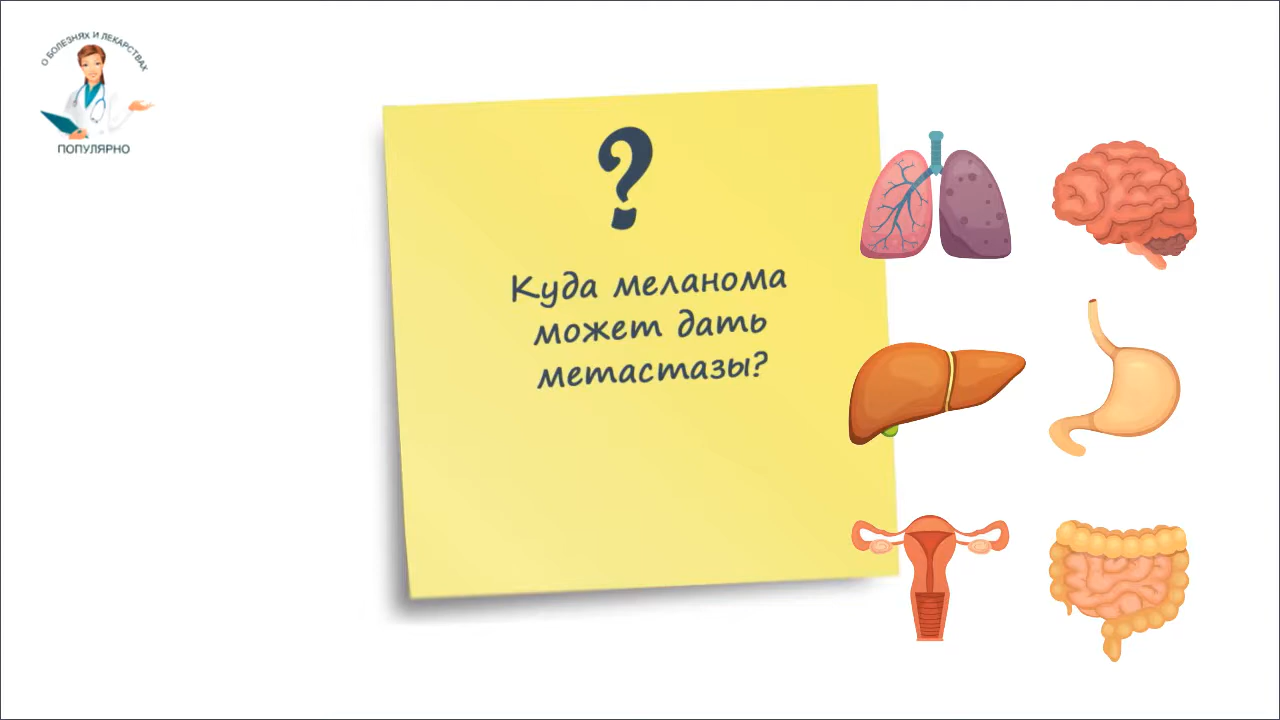 О БОЛЕЗНЯХ И ЛЕКАРСТВАХ
ПОПУЛЯРНО
?
Куда меланома
может дать
метастазы?